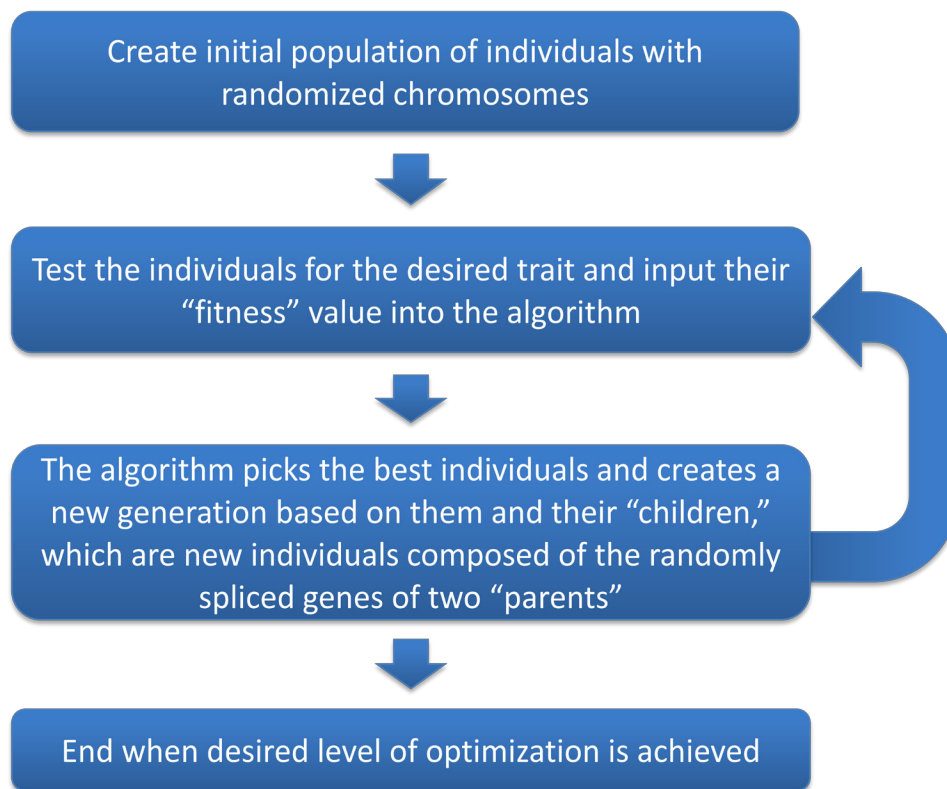 Create initial population of individuals with
randomized chromosomes
Test the individuals for the desired trait and input their
“fitness” value into the algorithm
The algorithm picks the best individuals and creates a
new generation based on them and their “children,”
which are new individuals composed of the randomly
spliced genes of two “parents”
End when desired level of optimization is achieved